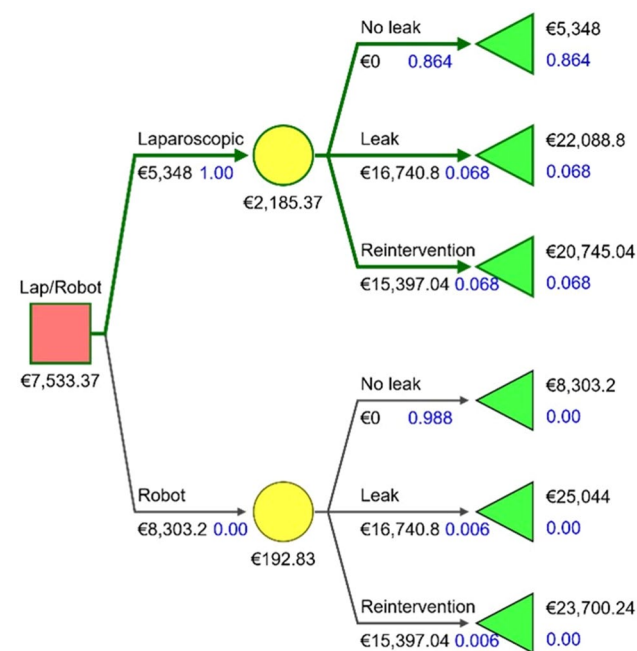 No leak
€0 0.864
€5,348
0.864
Laparoscopic
€5,348 1.00
€2,185.37
Leak
€16,740.8 0.068
€22,088.8
0.068
Reintervention
€15,397.04 0.068
€20,745.04
0.068
Lap/Robot
€7,533.37
No leak
€0 0.988
€8,303.2
0.00
Robot
€8,303.2 0.00
€192.83
Leak
€16,740.8 0.006
€25,044
0.00
Reintervention
€15,397.04 0.006
€23,700.24
0.00